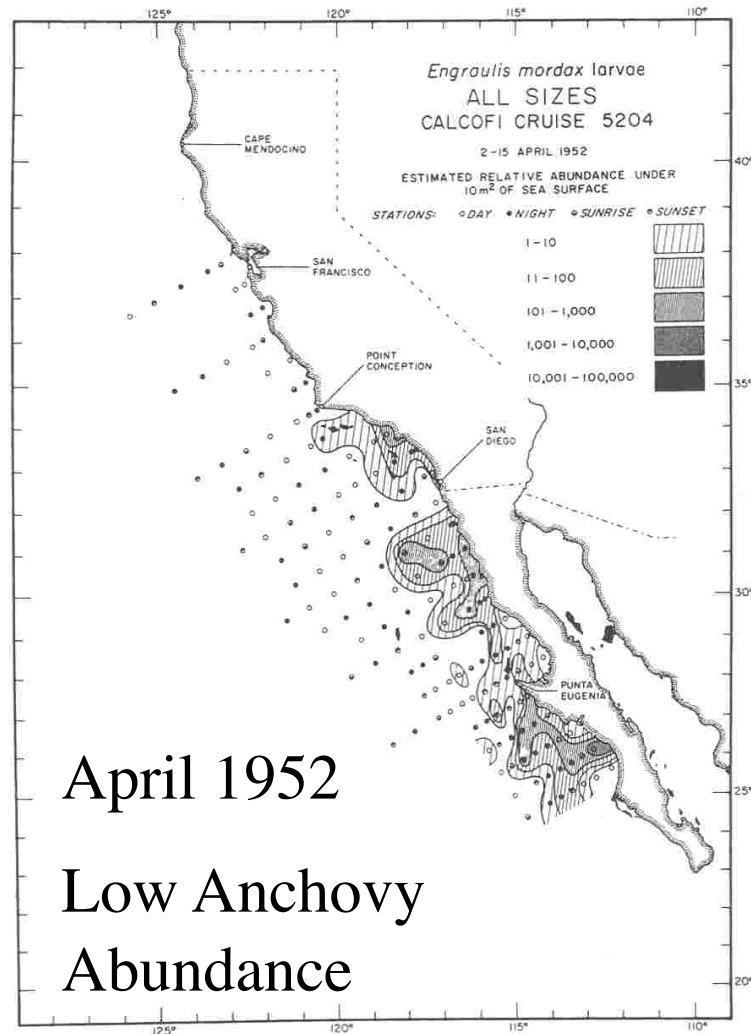 125°
120°
115°
110°
Engraulis mordax larvae
ALL SIZES
CALCOFI CRUISE 5204
2-15 APRIL 1952
ESTIMATED RELATIVE ABUNDANCE UNDER
10m² OF SEA SURFACE
STATIONS: ○DAY •NIGHT SUNRISE SUNSET
1-10
11-100
101-1,000
1,001-10,000
10,001-100,000
CAPE
MENDOCINO
40°
SAN
FRANCISCO
POINT
CONCEPTION
35°
SAN
DIEGO
30°
PUNTA
EUGENIA
25°
April 1952
Low Anchovy
Abundance
20°
125°
120°
115°
110°